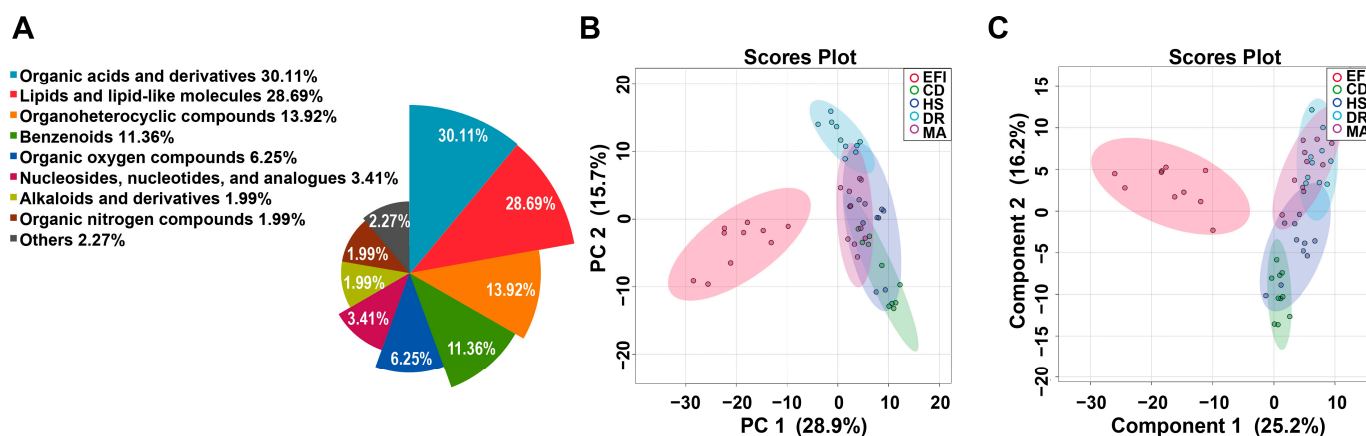 A
Organic acids and derivatives 30.11%
Lipids and lipid-like molecules 28.69%
Organoheterocyclic compounds 13.92%
Benzenoids 11.36%
Organic oxygen compounds 6.25%
Nucleosides, nucleotides, and analogues 3.41%
Alkaloids and derivatives 1.99%
Organic nitrogen compounds 1.99%
Others 2.27%
30.11%
28.69%
13.92%
11.36%
6.25%
3.41%
1.99%
1.99%
2.27%
B
Scores Plot
EFI
CD
HS
DR
MA
PC 2 (15.7%)
20
10
0
−10
−20
−30
−20
−10
0
10
20
PC 1 (28.9%)
C
Scores Plot
EFI
CD
HS
DR
MA
Component 2 (16.2%)
15
10
5
0
−5
−10
−15
−20
−30
−20
−10
0
10
Component 1 (25.2%)